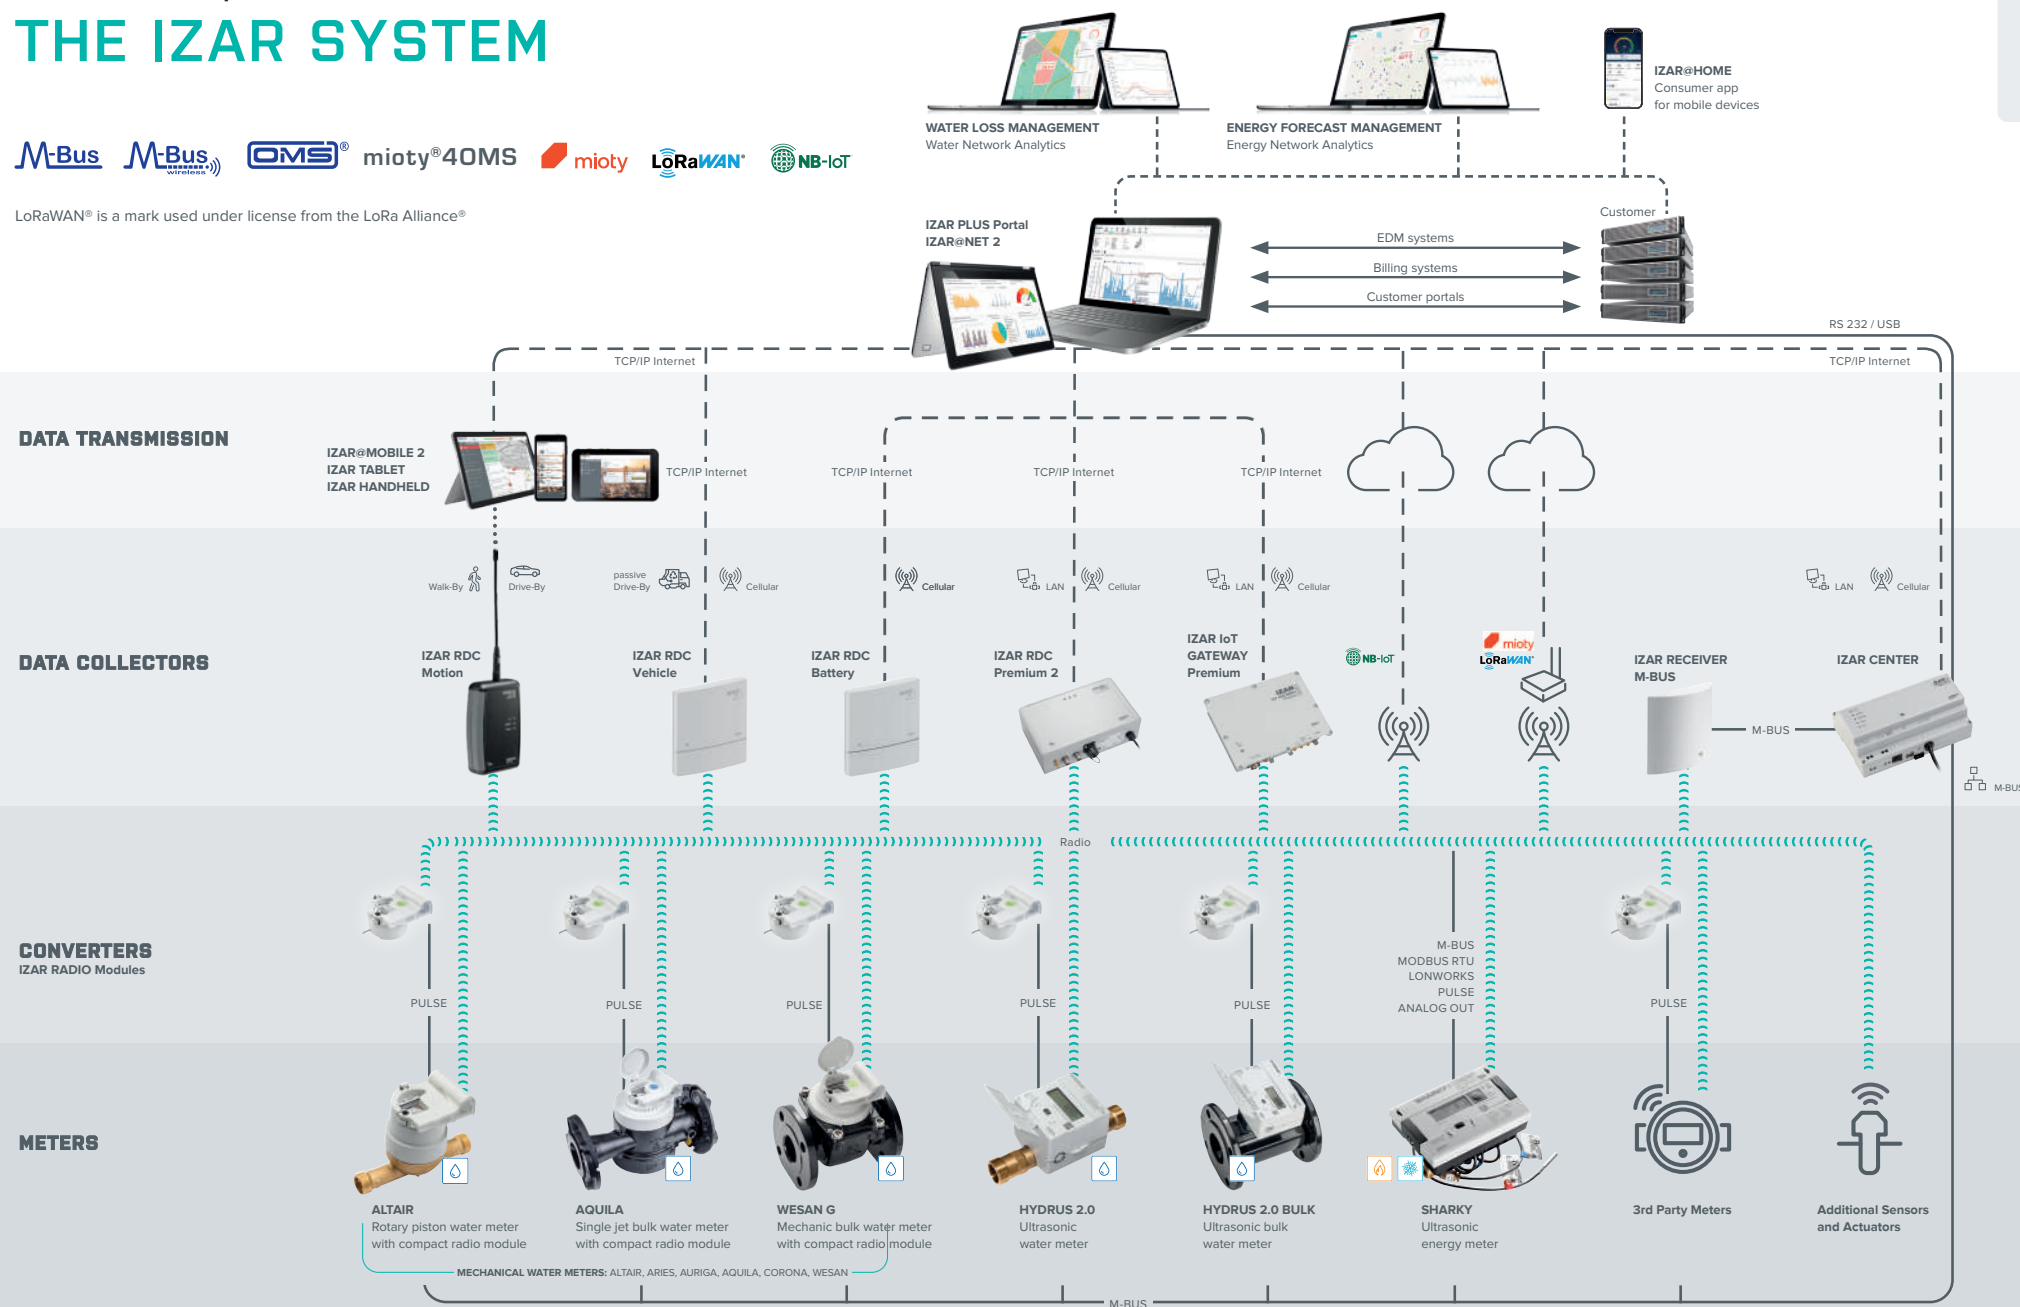 THE IZAR SYSTEM
M-Bus
M-Bus wireless
OMS®
mioty®4OMS
mioty
LoRaWAN®
NB-IoT
LoRaWAN® is a mark used under license from the LoRa Alliance®
WATER LOSS MANAGEMENT
Water Network Analytics
ENERGY FORECAST MANAGEMENT
Energy Network Analytics
IZAR@HOME
Consumer app
for mobile devices
IZAR PLUS Portal
IZAR@NET 2
Customer
EDM systems
Billing systems
Customer portals
RS 232 / USB
TCP/IP Internet
TCP/IP Internet
DATA TRANSMISSION
IZAR@MOBILE 2
IZAR TABLET
IZAR HANDHELD
TCP/IP Internet
TCP/IP Internet
TCP/IP Internet
TCP/IP Internet
Walk-By
Drive-By
passive
Drive-By
Cellular
Cellular
LAN
Cellular
LAN
Cellular
LAN
Cellular
DATA COLLECTORS
IZAR RDC
Motion
IZAR RDC
Vehicle
IZAR RDC
Battery
IZAR RDC
Premium 2
IZAR IoT
GATEWAY
Premium
NB-IoT
mioty
LoRaWAN®
IZAR RECEIVER
M-BUS
IZAR CENTER
M-BUS
M-BUS
Radio
CONVERTERS
IZAR RADIO Modules
PULSE
PULSE
PULSE
PULSE
PULSE
M-BUS
MODBUS RTU
LONWORKS
PULSE
ANALOG OUT
PULSE
METERS
ALTAIR
Rotary piston water meter
with compact radio module
AQUILA
Single jet bulk water meter
with compact radio module
WESAN G
Mechanic bulk water meter
with compact radio module
HYDRUS 2.0
Ultrasonic
water meter
HYDRUS 2.0 BULK
Ultrasonic bulk
water meter
SHARKY
Ultrasonic
energy meter
3rd Party Meters
Additional Sensors
and Actuators
MECHANICAL WATER METERS: ALTAIR, ARIES, AURIGA, AQUILA, CORONA, WESAN
M-BUS